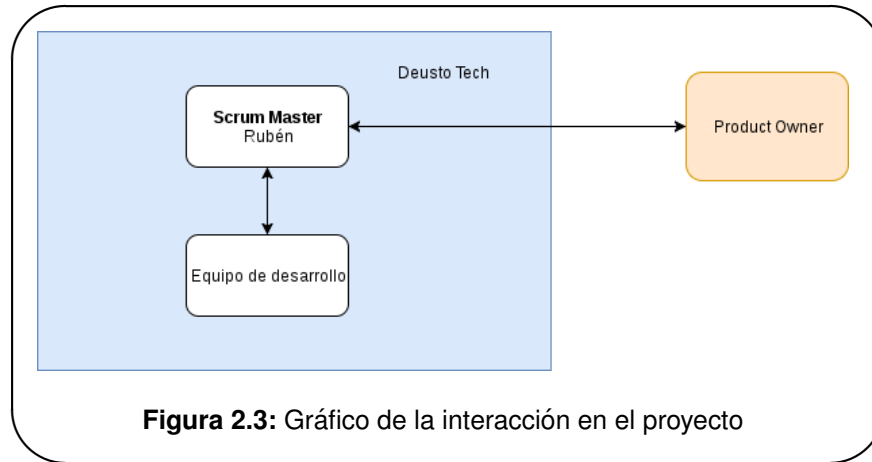 Deusto Tech
Scrum Master
Rubén
Product Owner
Equipo de desarrollo
Figura 2.3: Gráfico de la interacción en el proyecto